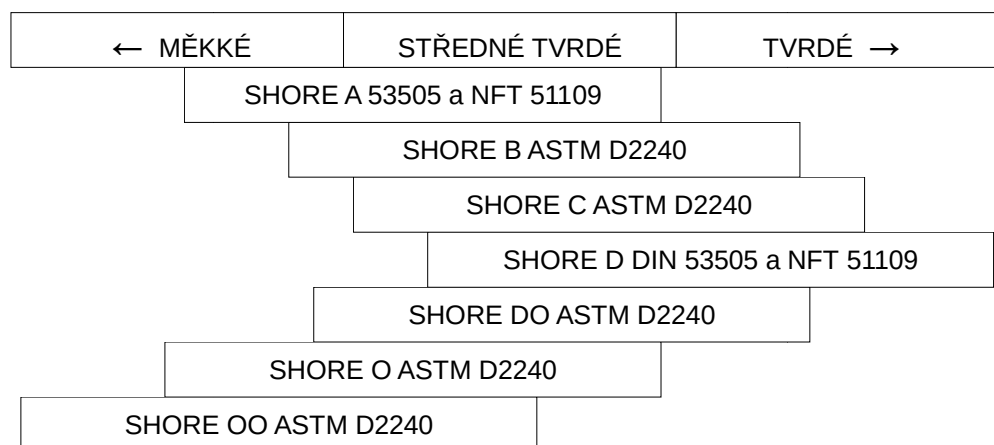 ← MĚKKÉ STŘEDNÉ TVRDÉ TVRDÉ →
SHORE A 53505 a NFT 51109
SHORE B ASTM D2240
SHORE C ASTM D2240
SHORE D DIN 53505 a NFT 51109
SHORE DO ASTM D2240
SHORE O ASTM D2240
SHORE OO ASTM D2240